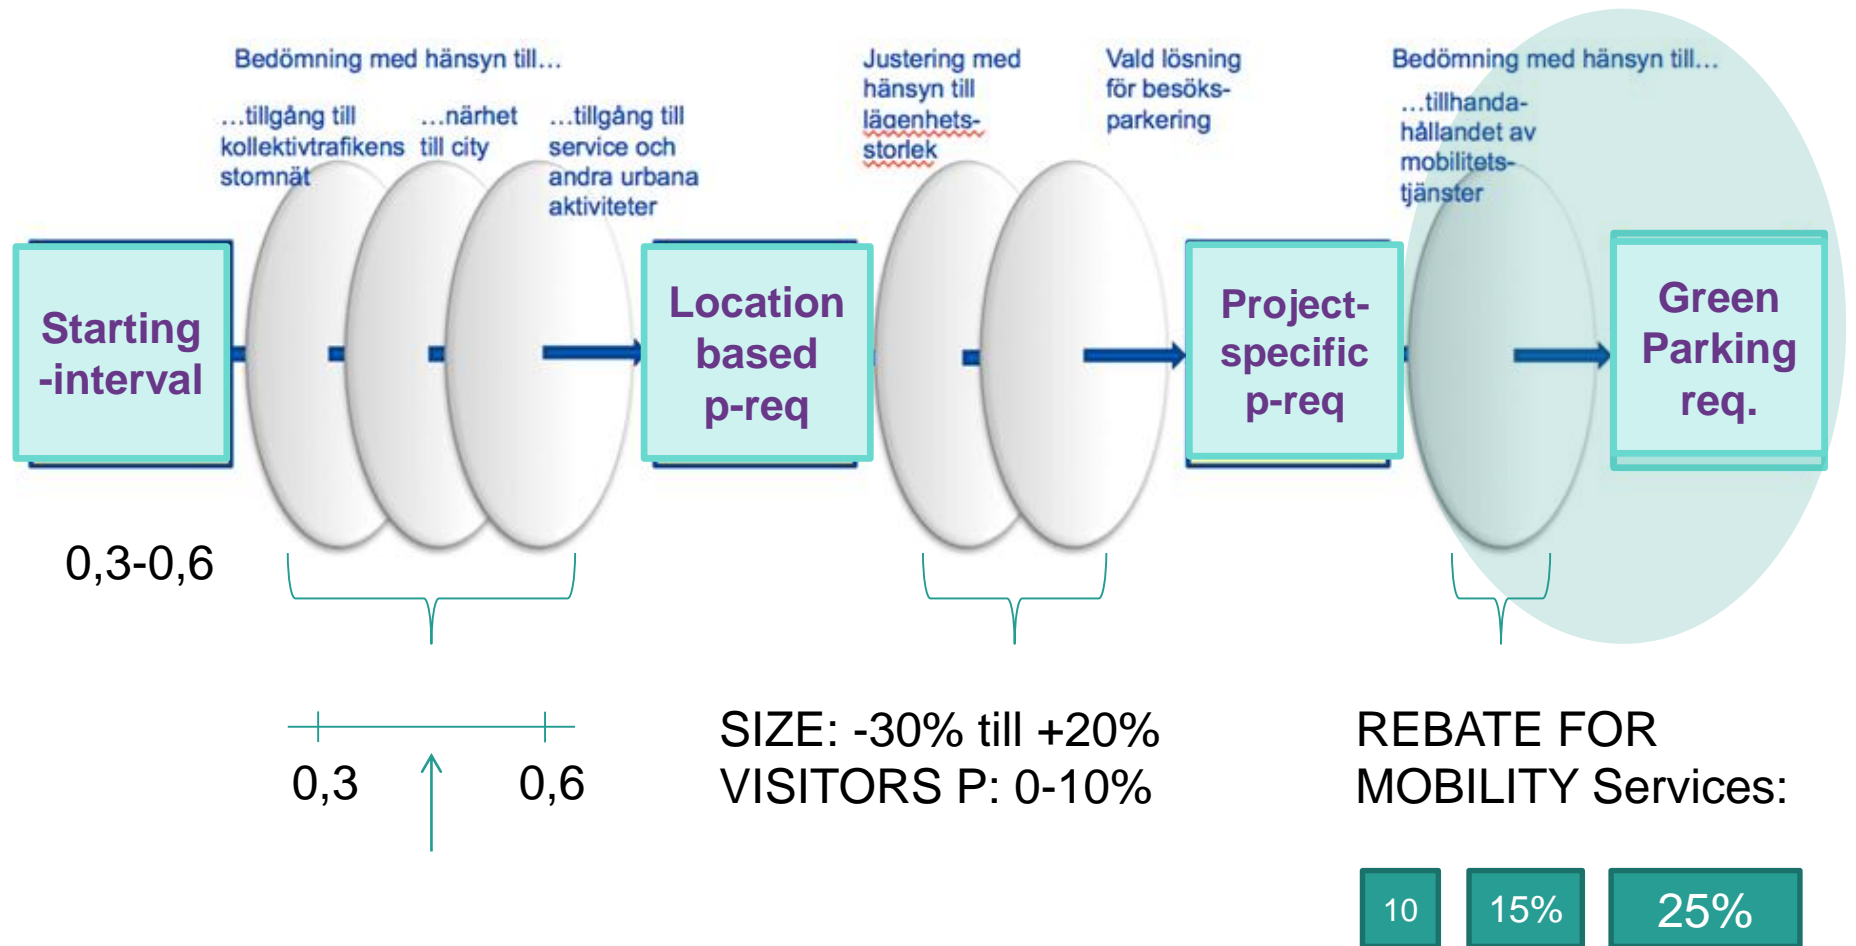 Bedömning med hänsyn till…
…tillgång till
kollektivtrafikens
stomnät
…närhet
till city
…tillgång till
service och
andra urbana
aktiviteter
Justering med
hänsyn till
lägenhets-
storlek
Vald lösning
för besöks-
parkering
Bedömning med hänsyn till…
…tillhanda-
hållandet av
mobilitets-
tjänster
Starting
-interval
Location
based
p-req
Project-
specific
p-req
Green
Parking
req.
0,3-0,6
0,3
0,6
SIZE: -30% till +20%
VISITORS P: 0-10%
REBATE FOR
MOBILITY Services:
10
15%
25%